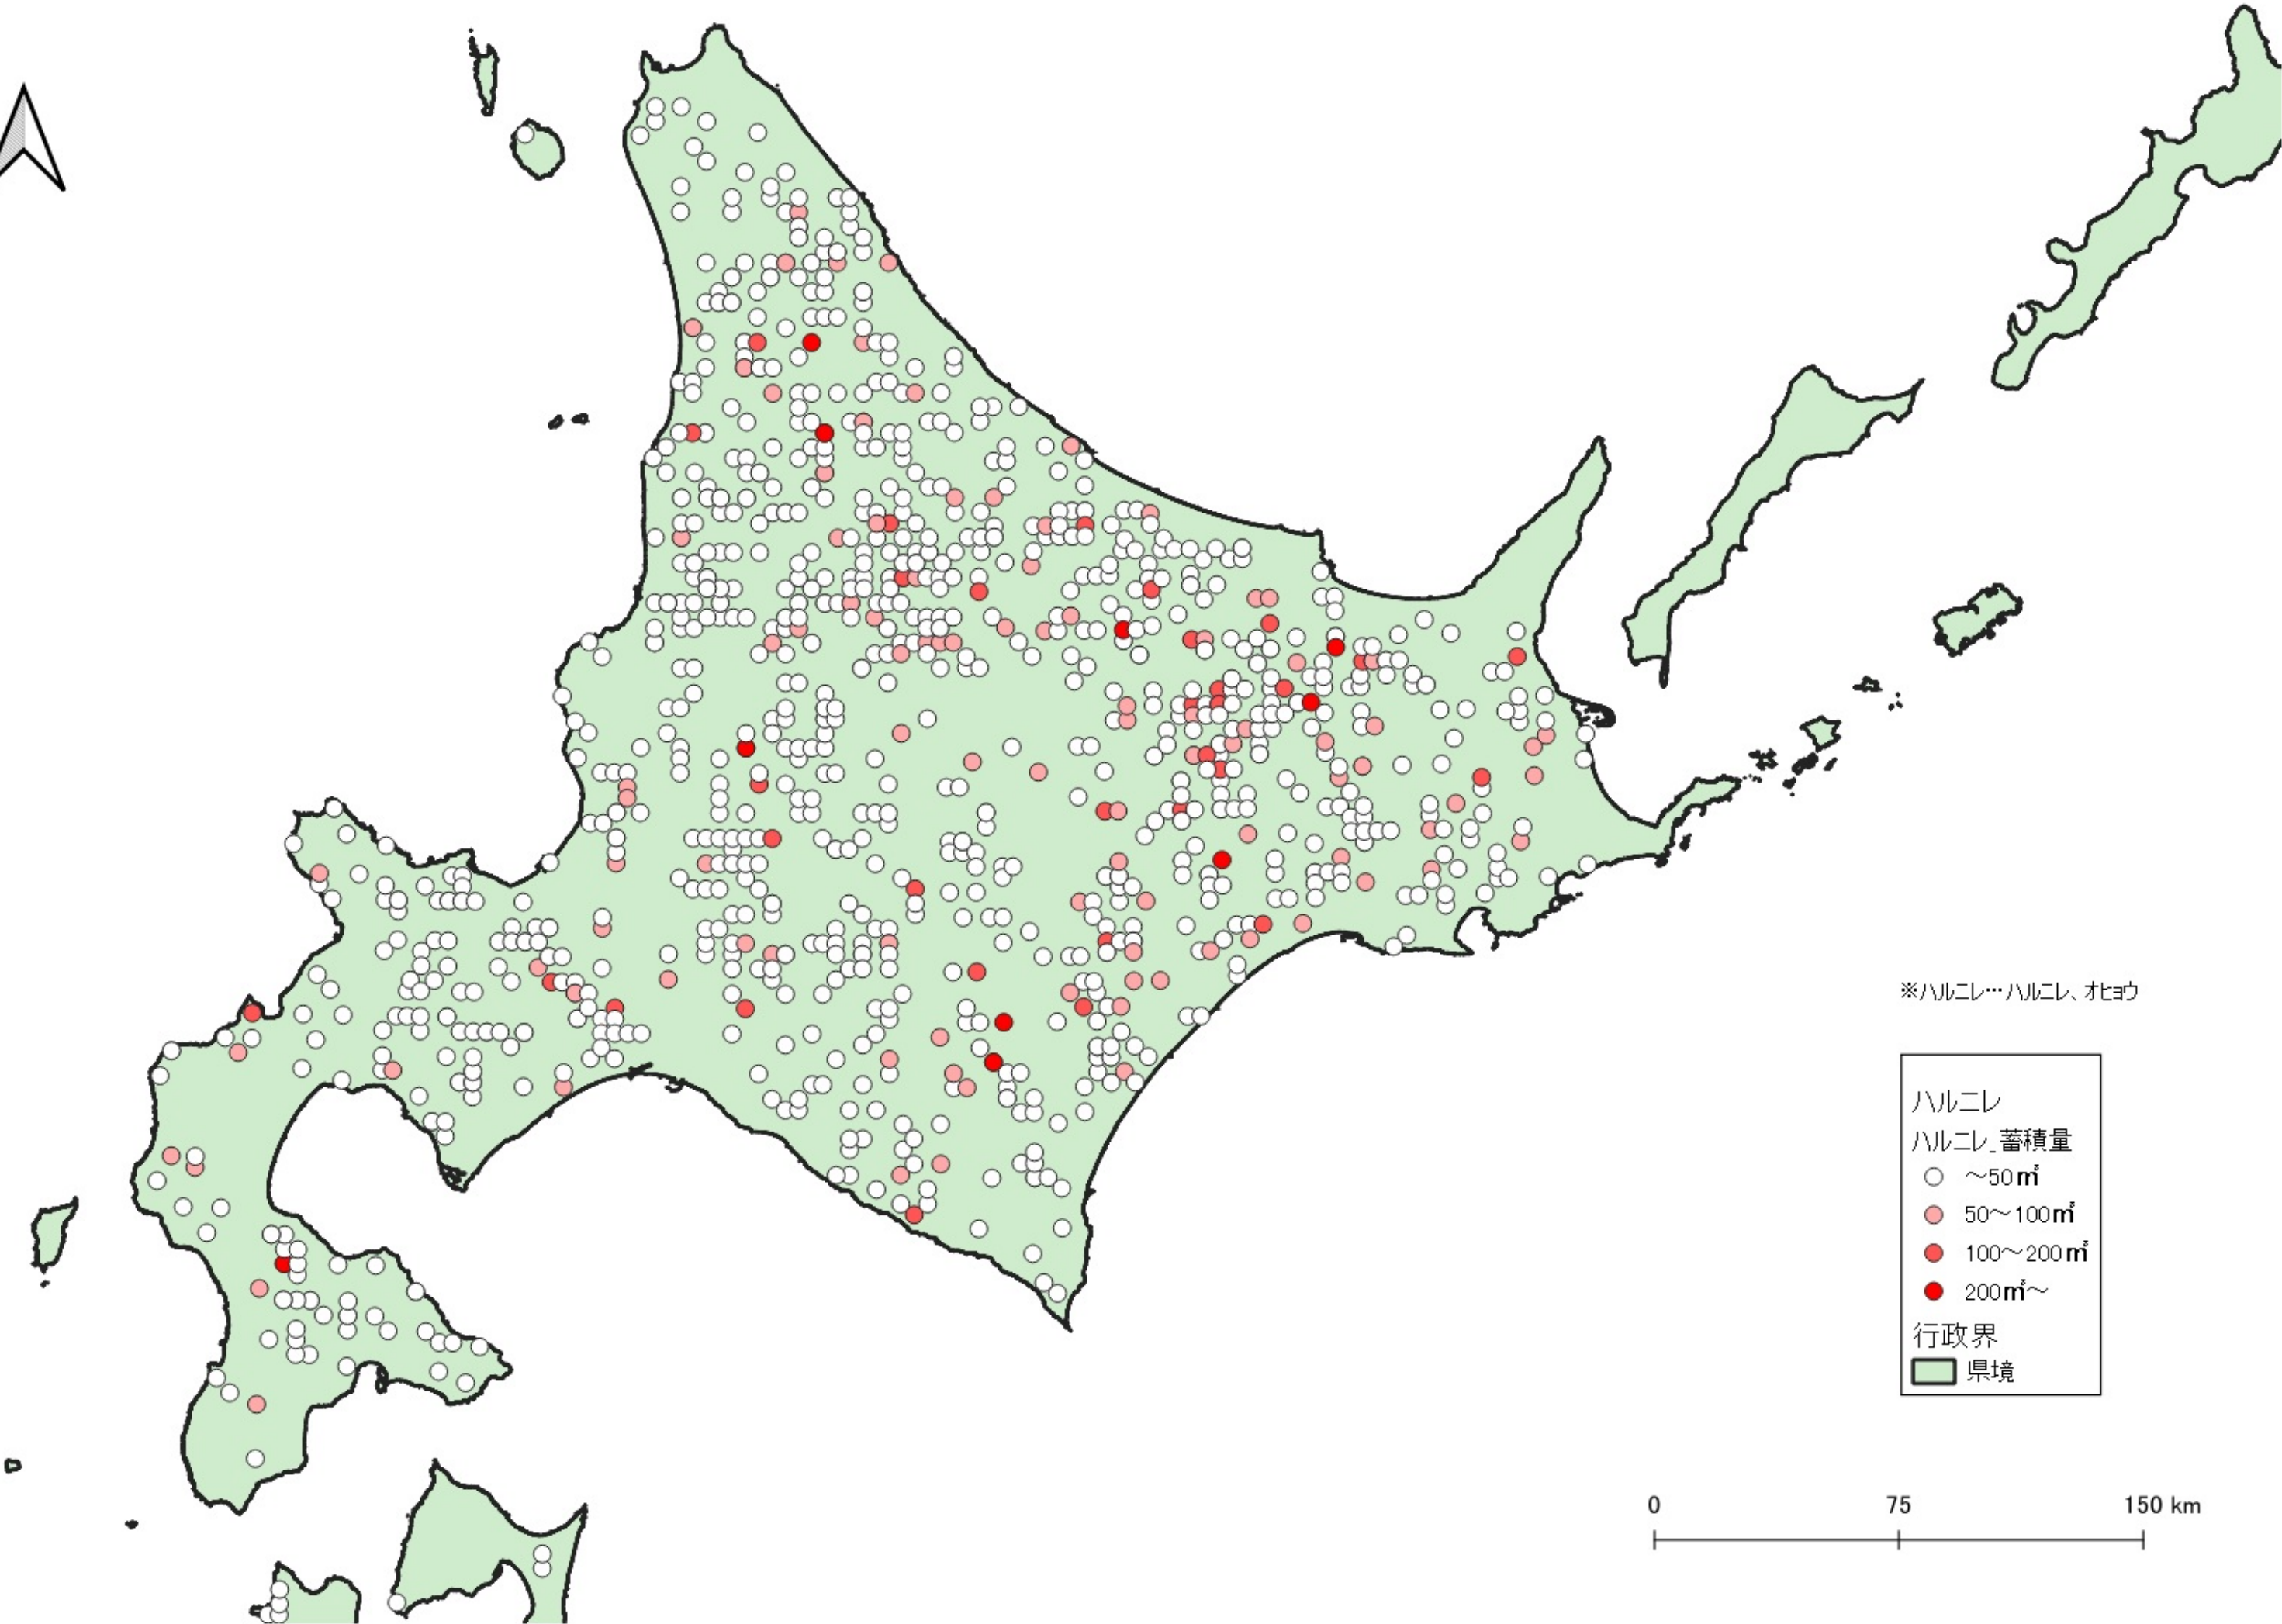 ※ハルニレ…ハルニレ、オヒョウ
ハルニレ
ハルニレ_蓄積量
～50㎥
50～100㎥
100～200㎥
200㎥～
行政界
県境
0 75 150 km